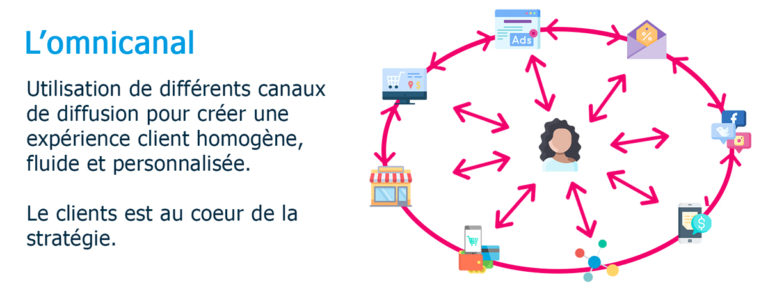 L'omnicanal
Utilisation de différents canaux
de diffusion pour créer une
expérience client homogène,
fluide et personnalisée.
Le clients est au coeur de la
stratégie.
Ads
%
f
$